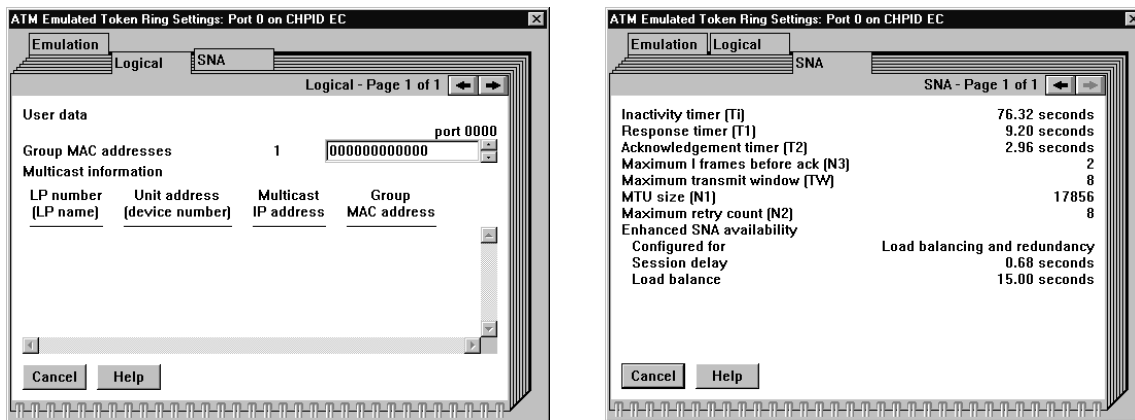 ATM Emulated Token Ring Settings: Port 0 on CHPID EC
Emulation
Logical
SNA
Logical - Page 1 of 1
User data
port 0000
Group MAC addresses 1 000000000000
Multicast information
LP number Unit address Multicast Group
(LP name) (device number) IP address MAC address
Cancel Help
ATM Emulated Token Ring Settings: Port 0 on CHPID EC
Emulation Logical
SNA
SNA - Page 1 of 1
Inactivity timer (Ti) 76.32 seconds
Response timer (T1) 9.20 seconds
Acknowledgement timer (T2) 2.96 seconds
Maximum I frames before ack (N3) 2
Maximum transmit window (TW) 8
MTU size (N1) 17856
Maximum retry count (N2) 8
Enhanced SNA availability
Configured for Load balancing and redundancy
Session delay 0.68 seconds
Load balance 15.00 seconds
Cancel Help